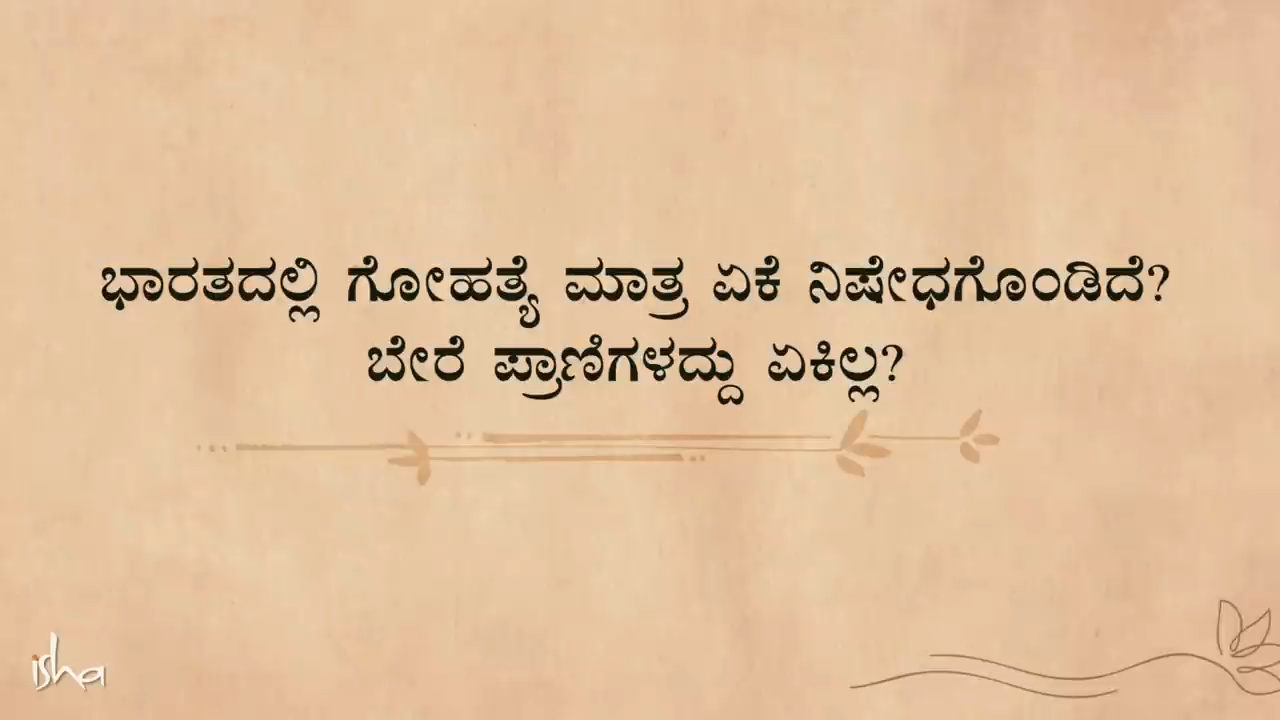 ಭಾರತದಲ್ಲಿ ಗೋಹತ್ಯೆ ಮಾತ್ರ ಏಕೆ ನಿಷೇಧಗೊಂಡಿದೆ?
ಬೇರೆ ಪ್ರಾಣಿಗಳದ್ದು ಏಕಿಲ್ಲ?
isha